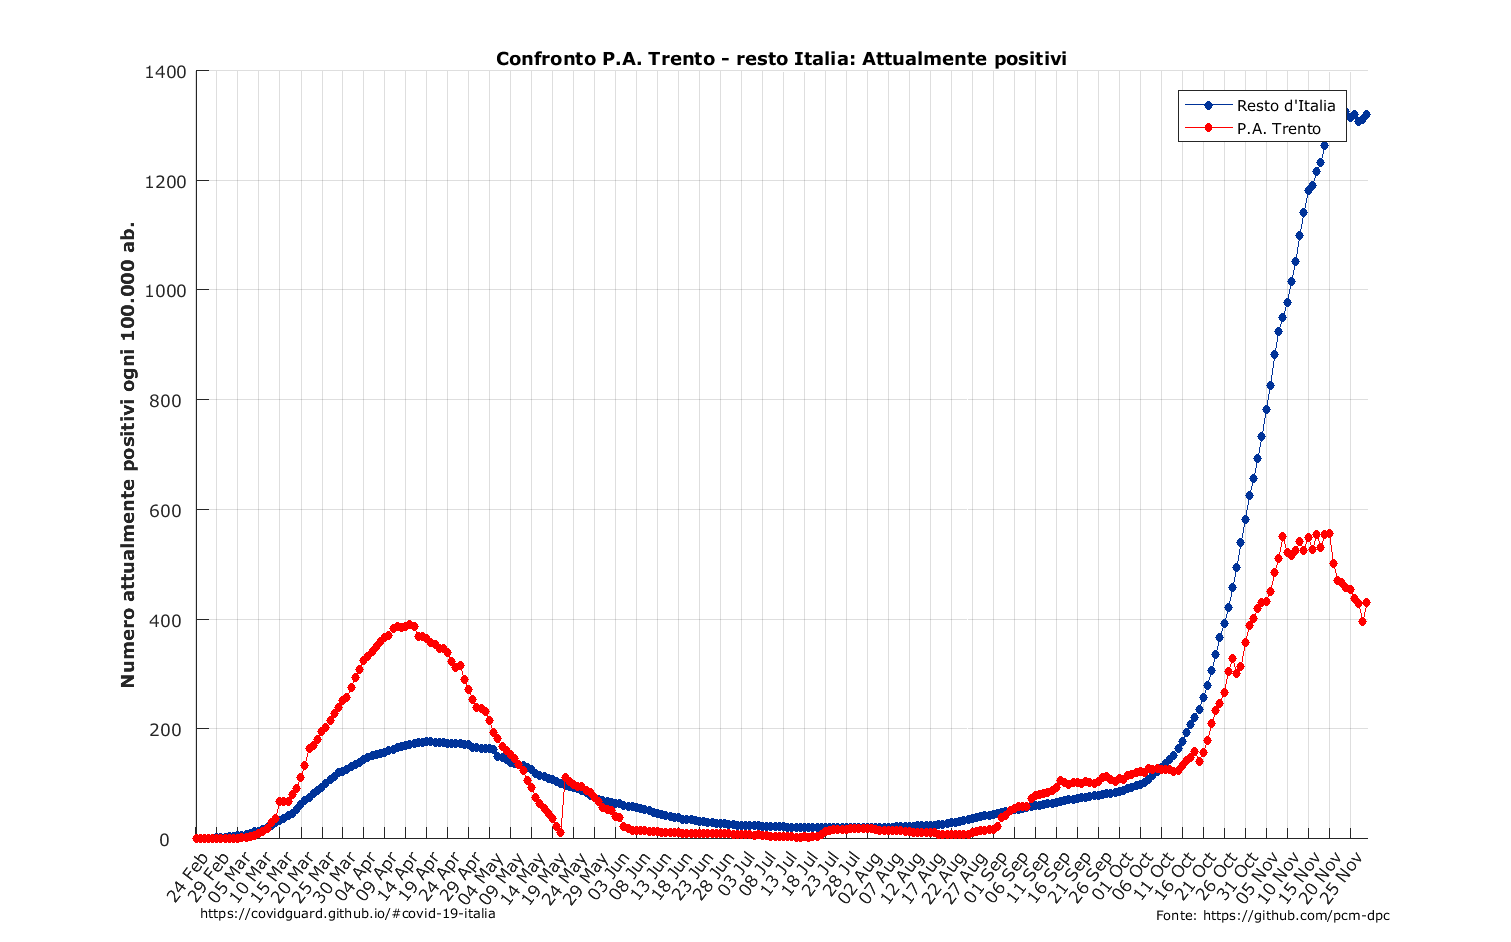 Confronto P.A. Trento - resto Italia: Attualmente positivi
1400
1200
1000
800
600
400
200
0
Numero attualmente positivi ogni 100.000 ab.
Resto d'Italia
P.A. Trento
24 Feb
29 Feb
05 Mar
10 Mar
15 Mar
20 Mar
25 Mar
30 Mar
04 Apr
09 Apr
14 Apr
19 Apr
24 Apr
29 Apr
04 May
09 May
14 May
19 May
24 May
29 May
03 Jun
08 Jun
13 Jun
18 Jun
23 Jun
28 Jun
03 Jul
08 Jul
13 Jul
18 Jul
23 Jul
28 Jul
02 Aug
07 Aug
12 Aug
17 Aug
22 Aug
27 Aug
01 Sep
06 Sep
11 Sep
16 Sep
21 Sep
26 Sep
01 Oct
06 Oct
11 Oct
16 Oct
21 Oct
26 Oct
31 Oct
05 Nov
10 Nov
15 Nov
20 Nov
25 Nov
https://covidguard.github.io/#covid-19-italia
Fonte: https://github.com/pcm-dpc